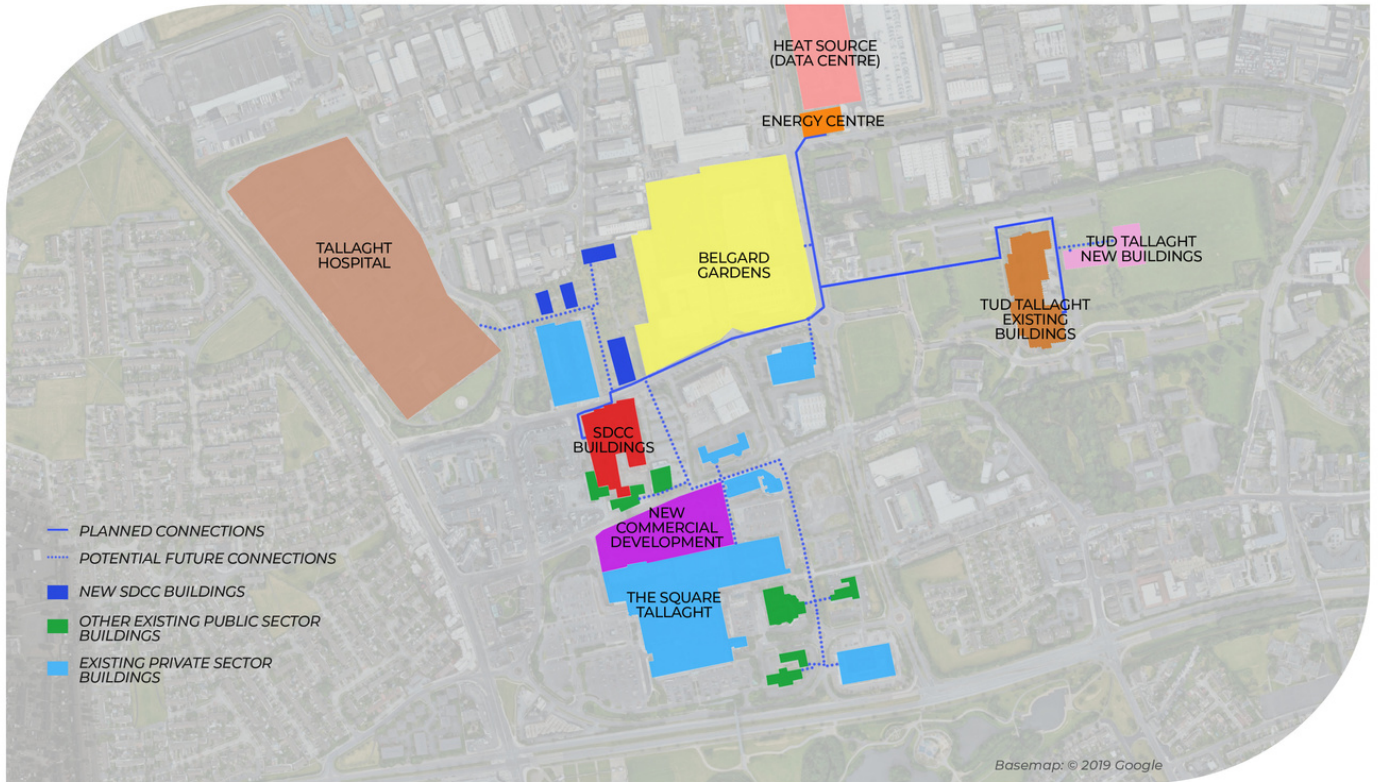 HEAT SOURCE
(DATA CENTRE)
ENERGY CENTRE
TALLAGHT
HOSPITAL
BELGARD
GARDENS
TUD TALLAGHT
NEW BUILDINGS
TUD TALLAGHT
EXISTING
BUILDINGS
SDCC
BUILDINGS
NEW
COMMERCIAL
DEVELOPMENT
THE SQUARE
TALLAGHT
PLANNED CONNECTIONS
POTENTIAL FUTURE CONNECTIONS
NEW SDCC BUILDINGS
OTHER EXISTING PUBLIC SECTOR
BUILDINGS
EXISTING PRIVATE SECTOR
BUILDINGS
Basemap: © 2019 Google